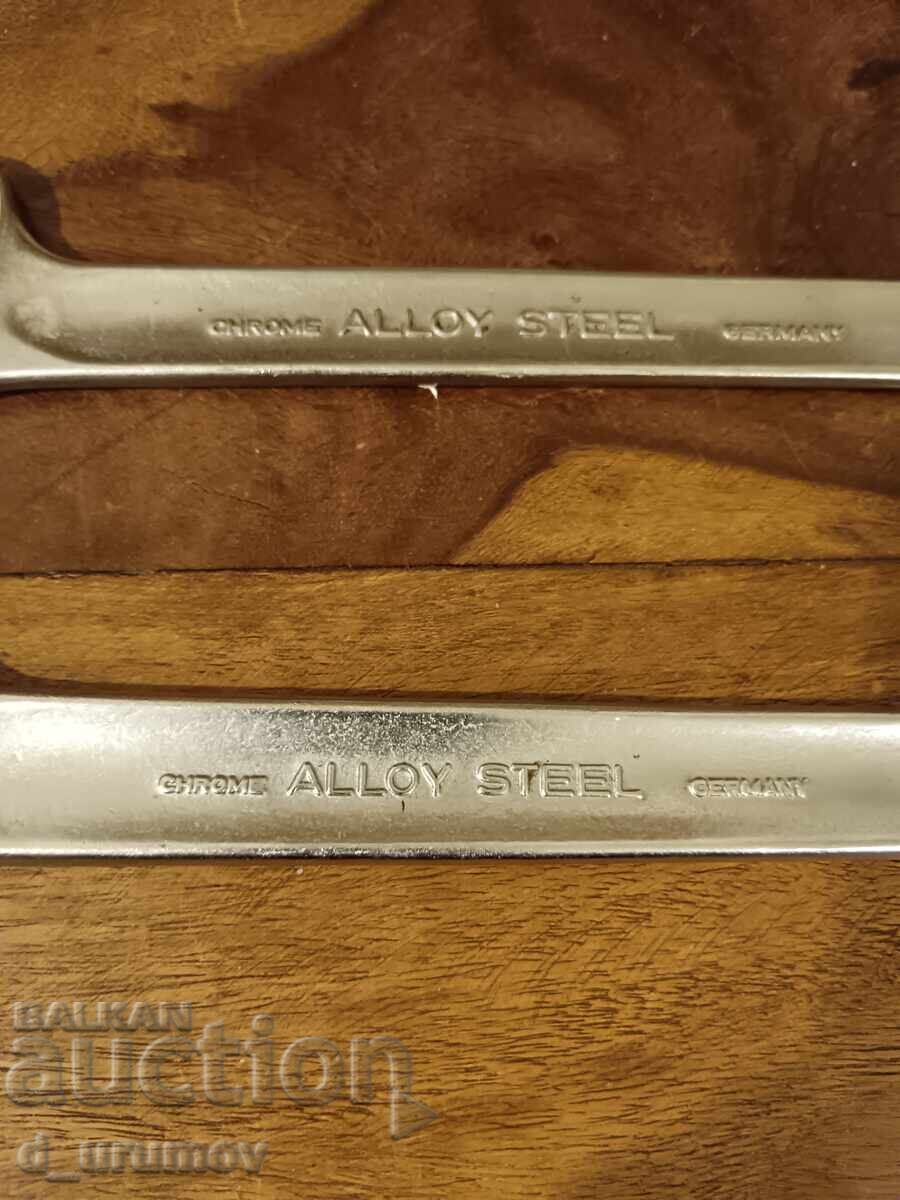 CHROME ALLOY STEEL GERMANY
CHROME ALLOY STEEL GERMANY
BALKAN
auction
d_urumov